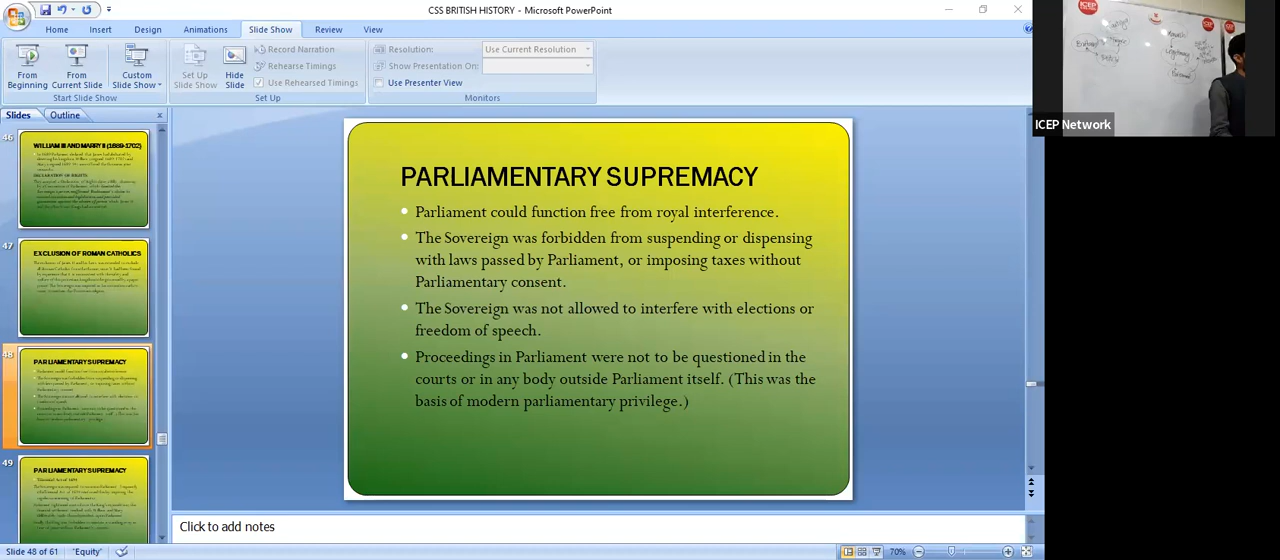 CSS BRITISH HISTORY - Microsoft PowerPoint
Home Insert Design Animations Slide Show Review View
From Beginning
From Current Slide
Custom Slide Show
Start Slide Show
Set Up Slide Show
Hide Slide
Record Narration
Rehearse Timings
Use Rehearsed Timings
Set Up
Resolution: Use Current Resolution
Show Presentation On:
Use Presenter View
Monitors
ICEP Network
Slides Outline
46
WILLIAM III AND MARRY II (1689-1702)
47
EXCLUSION OF ROMAN CATHOLICS
48
PARLIAMENTARY SUPREMACY
49
PARLIAMENTARY SUPREMACY
PARLIAMENTARY SUPREMACY
• Parliament could function free from royal interference.
• The Sovereign was forbidden from suspending or dispensing
with laws passed by Parliament, or imposing taxes without
Parliamentary consent.
• The Sovereign was not allowed to interfere with elections or
freedom of speech.
• Proceedings in Parliament were not to be questioned in the
courts or in any body outside Parliament itself. (This was the
basis of modern parliamentary privilege.)
Click to add notes
Slide 48 of 61 "Equity" 70%